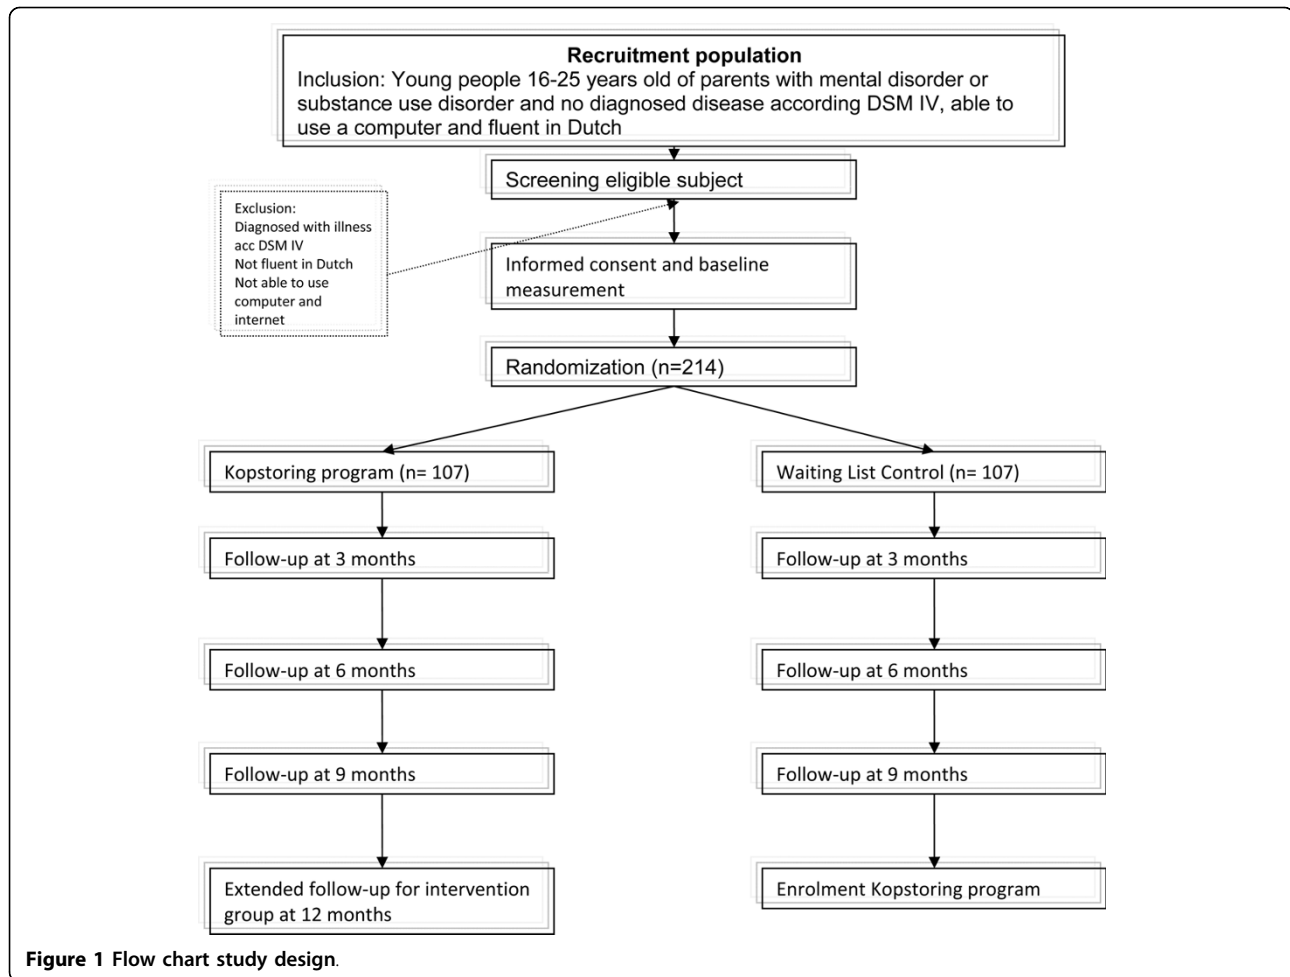 Recruitment population
Inclusion: Young people 16-25 years old of parents with mental disorder or
substance use disorder and no diagnosed disease according DSM IV, able to
use a computer and fluent in Dutch
Screening eligible subject
Exclusion:
Diagnosed with illness
acc DSM IV
Not fluent in Dutch
Not able to use
computer and
internet
Informed consent and baseline
measurement
Randomization (n=214)
Kopstoring program (n= 107)
Follow-up at 3 months
Follow-up at 6 months
Follow-up at 9 months
Extended follow-up for intervention
group at 12 months
Waiting List Control (n= 107)
Follow-up at 3 months
Follow-up at 6 months
Follow-up at 9 months
Enrolment Kopstoring program
Figure 1 Flow chart study design.